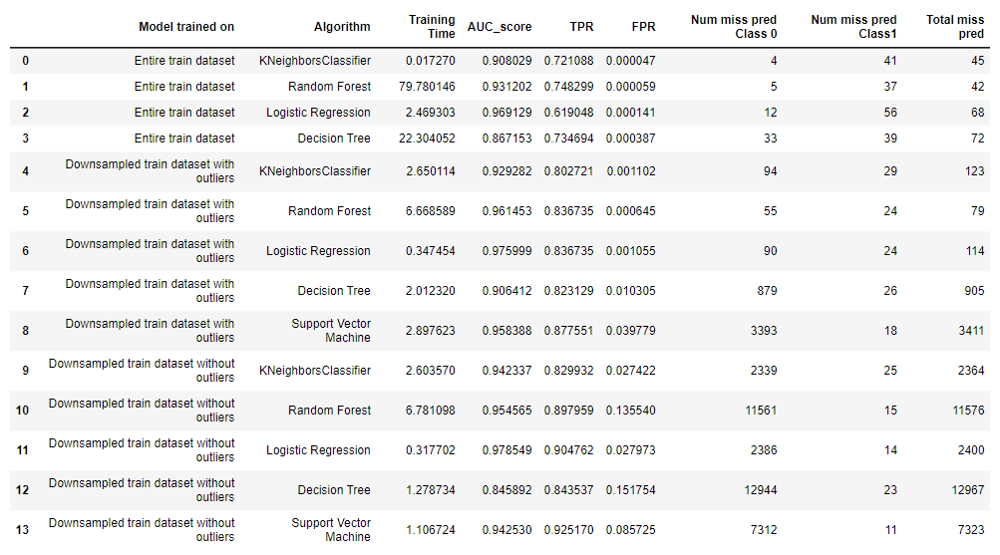 Model trained on Algorithm Training Time AUC_score TPR FPR Num miss pred Class 0 Num miss pred Class1 Total miss pred
0 Entire train dataset KNeighborsClassifier 0.017270 0.908029 0.721088 0.000047 4 41 45
1 Entire train dataset Random Forest 79.780146 0.931202 0.748299 0.000059 5 37 42
2 Entire train dataset Logistic Regression 2.469303 0.969129 0.619048 0.000141 12 56 68
3 Entire train dataset Decision Tree 22.304052 0.867153 0.734694 0.000387 33 39 72
4 Downsampled train dataset with outliers KNeighborsClassifier 2.650114 0.929282 0.802721 0.001102 94 29 123
5 Downsampled train dataset with outliers Random Forest 6.668589 0.961453 0.836735 0.000645 55 24 79
6 Downsampled train dataset with outliers Logistic Regression 0.347454 0.975999 0.836735 0.001055 90 24 114
7 Downsampled train dataset with outliers Decision Tree 2.012320 0.906412 0.823129 0.010305 879 26 905
8 Downsampled train dataset with outliers Support Vector Machine 2.897623 0.958388 0.877551 0.039779 3393 18 3411
9 Downsampled train dataset without outliers KNeighborsClassifier 2.603570 0.942337 0.829932 0.027422 2339 25 2364
10 Downsampled train dataset without outliers Random Forest 6.781098 0.954565 0.897959 0.135540 11561 15 11576
11 Downsampled train dataset without outliers Logistic Regression 0.317702 0.978549 0.904762 0.027973 2386 14 2400
12 Downsampled train dataset without outliers Decision Tree 1.278734 0.845892 0.843537 0.151754 12944 23 12967
13 Downsampled train dataset without outliers Support Vector Machine 1.106724 0.942530 0.925170 0.085725 7312 11 7323